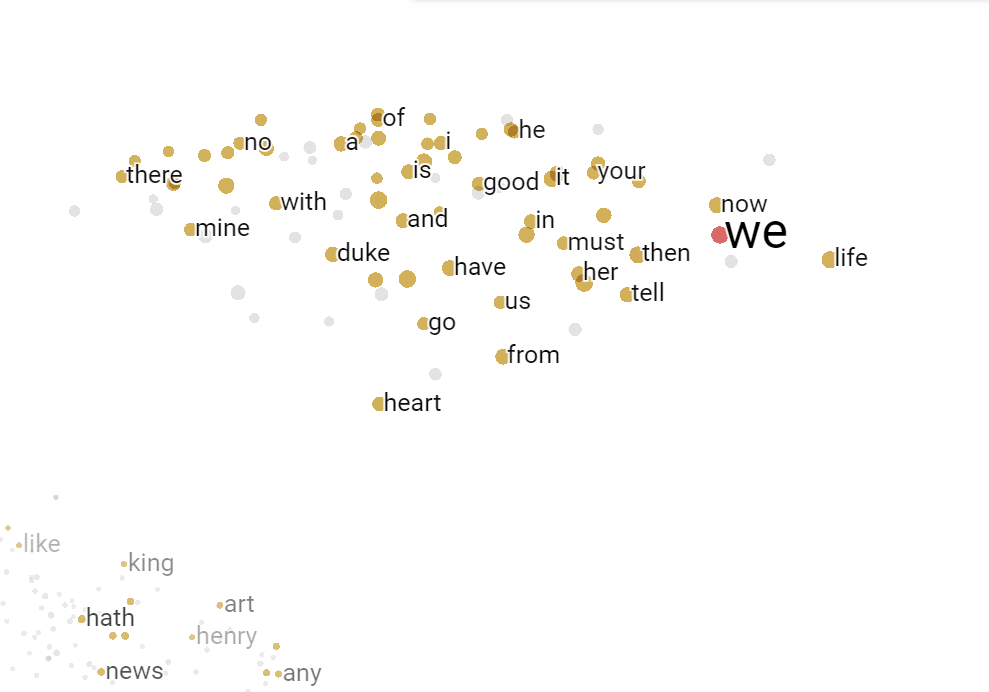 of
a
no
i
he
is
there
good
it
your
with
now
and
in
mine
we
must
duke
then
life
have
her
tell
us
go
from
heart
like
king
art
hath
henry
news
any